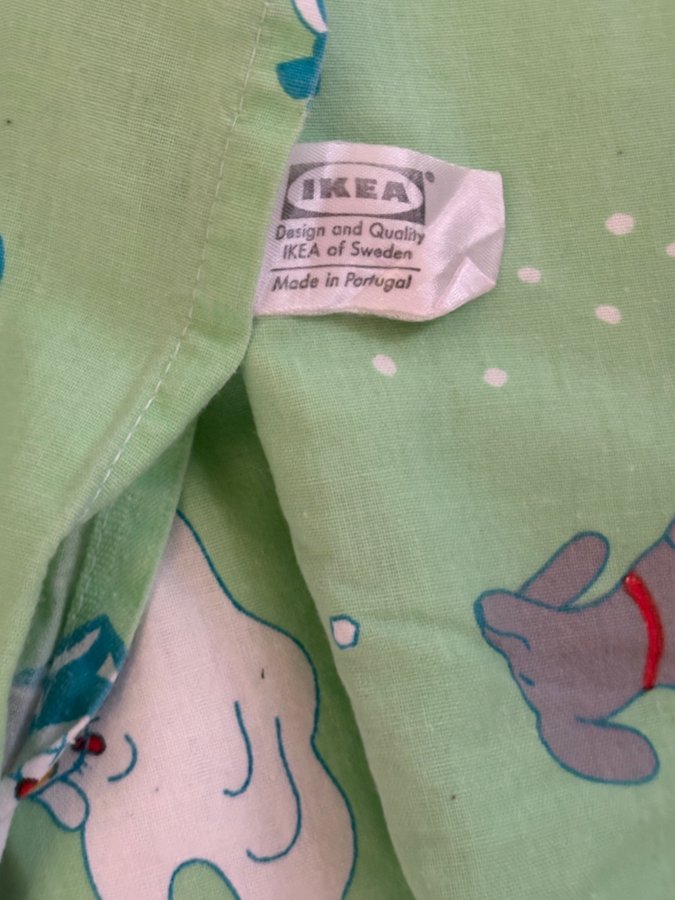 IKEA
Design and Quality
IKEA of Sweden
Made in Portugal